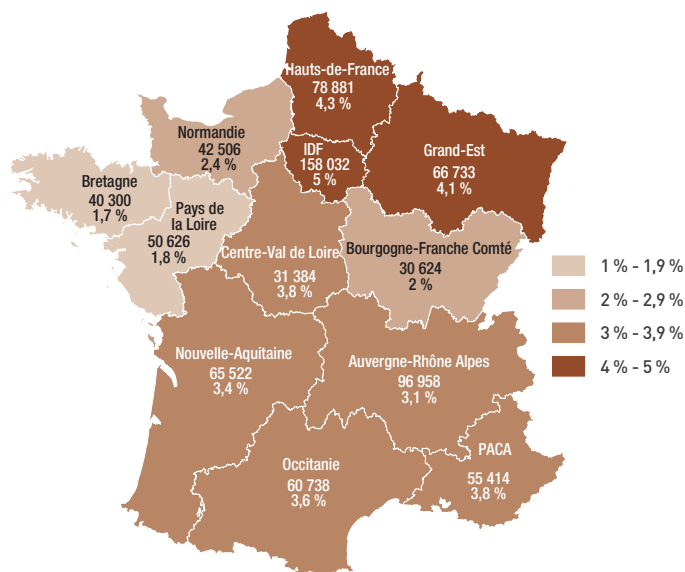 Hauts-de-France
78 881
4,3 %
Normandie
42 506
2,4 %
IDF
158 032
5 %
Grand-Est
66 733
4,1 %
Bretagne
40 300
1,7 %
Pays de
la Loire
50 626
1,8 %
Centre-Val de Loire
31 384
3,8 %
Bourgogne-Franche Comté
30 624
2 %
Nouvelle-Aquitaine
65 522
3,4 %
Auvergne-Rhône Alpes
96 958
3,1 %
Occitanie
60 738
3,6 %
PACA
55 414
3,8 %
1 % - 1,9 %
2 % - 2,9 %
3 % - 3,9 %
4 % - 5 %